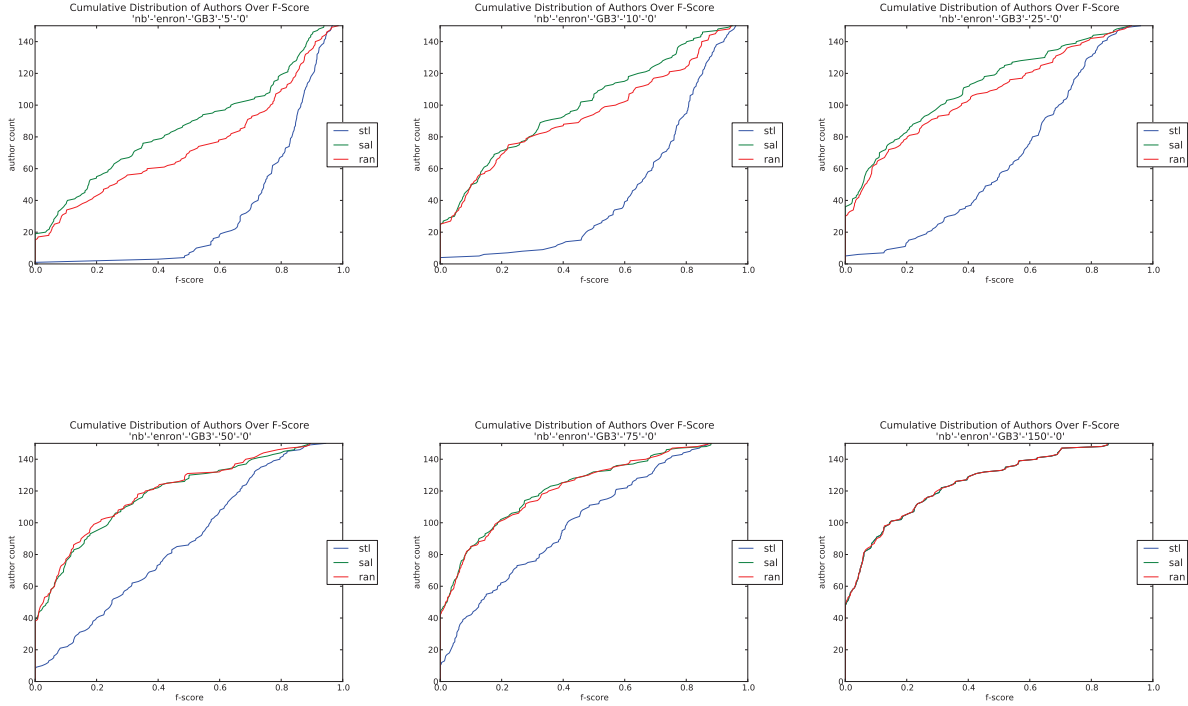 Cumulative Distribution of Authors Over F-Score
'nb'-'enron'-'GB3'-'5'-'0'
author count
140
120
100
80
60
40
20
0
0.0 0.2 0.4 0.6 0.8 1.0
f-score
stl
sal
ran
Cumulative Distribution of Authors Over F-Score
'nb'-'enron'-'GB3'-'10'-'0'
author count
140
120
100
80
60
40
20
0
0.0 0.2 0.4 0.6 0.8 1.0
f-score
stl
sal
ran
Cumulative Distribution of Authors Over F-Score
'nb'-'enron'-'GB3'-'25'-'0'
author count
140
120
100
80
60
40
20
0
0.0 0.2 0.4 0.6 0.8 1.0
f-score
stl
sal
ran
Cumulative Distribution of Authors Over F-Score
'nb'-'enron'-'GB3'-'50'-'0'
author count
140
120
100
80
60
40
20
0
0.0 0.2 0.4 0.6 0.8 1.0
f-score
stl
sal
ran
Cumulative Distribution of Authors Over F-Score
'nb'-'enron'-'GB3'-'75'-'0'
author count
140
120
100
80
60
40
20
0
0.0 0.2 0.4 0.6 0.8 1.0
f-score
stl
sal
ran
Cumulative Distribution of Authors Over F-Score
'nb'-'enron'-'GB3'-'150'-'0'
author count
140
120
100
80
60
40
20
0
0.0 0.2 0.4 0.6 0.8 1.0
f-score
stl
sal
ran